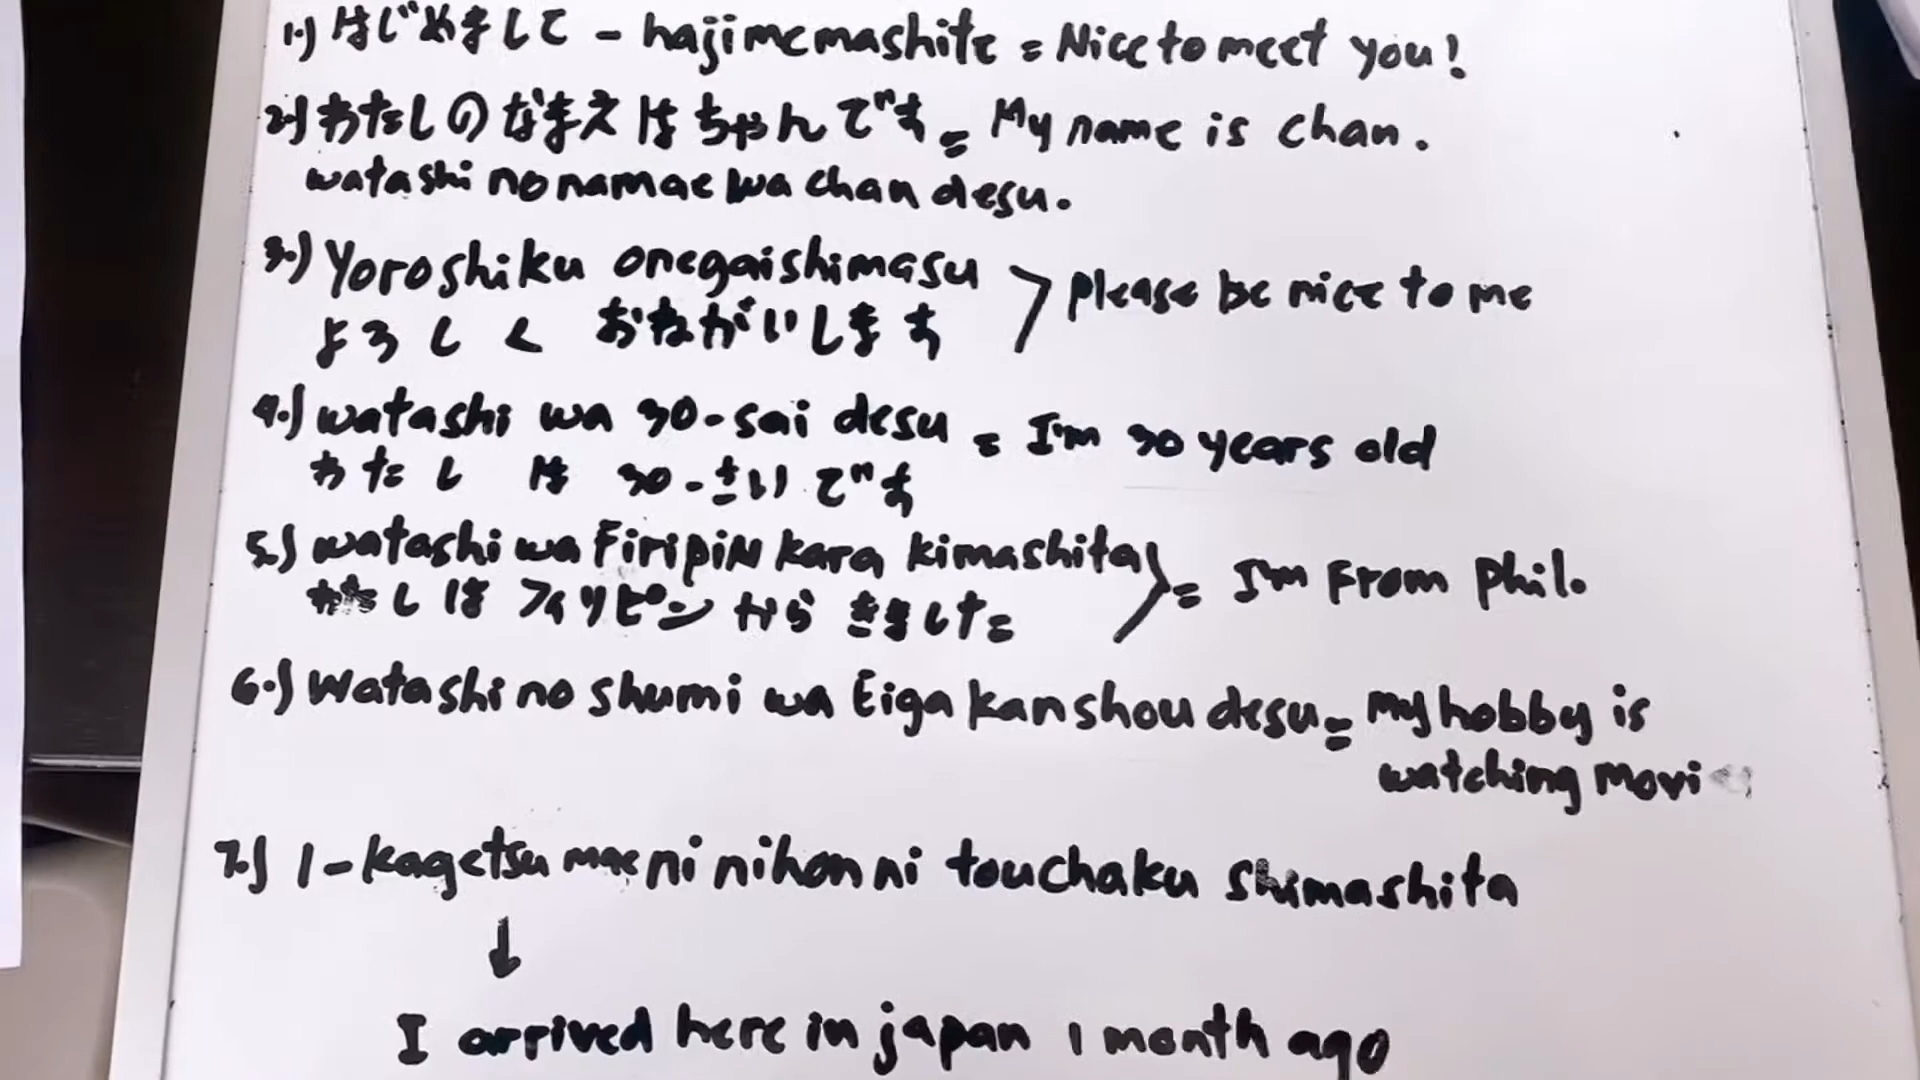 1.) はじめまして - hajimemashite = Nice to meet you!
2.) わたしの なまえ は ちゃん です = My name is chan.
watashi no namae wa chan desu.
3.) Yoroshiku onegaishimasu > please be nice to me
よろしく おねがいします
4.) watashi wa 30-sai desu = I'm 30 years old
わたし は 30-さい です
5.) watashi wa Firipin kara kimashita } = I'm From Phil.
わたし は フィリピン から きました
6.) Watashi no shumi wa Eiga kanshou desu = my hobby is
watching Movi
7.) 1-kagetsu mae ni nihon ni touchaku shimashita
↓
I arrived here in japan 1 month ago